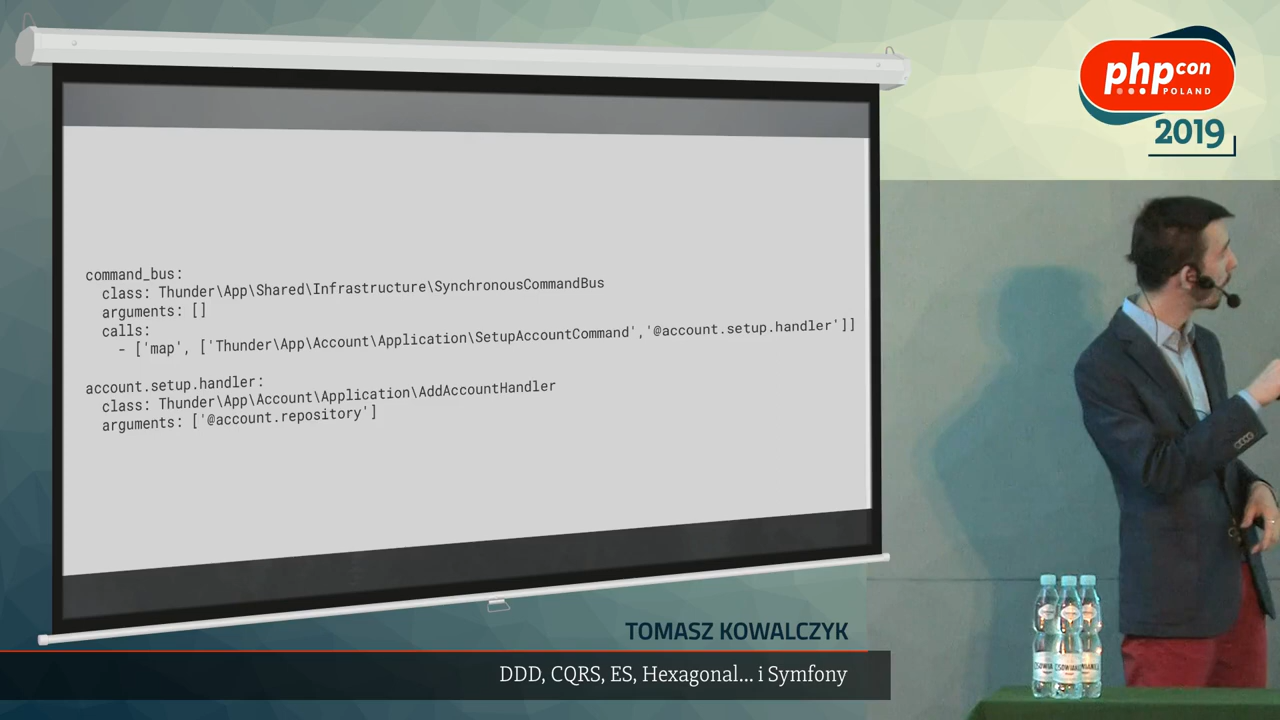 phpcon
POLAND
2019
command_bus:
class: Thunder\App\Shared\Infrastructure\SynchronousCommandBus
arguments: []
calls:
- ['map', ['Thunder\App\Account\Application\SetupAccountCommand','@account.setup.handler']]
account.setup.handler:
class: Thunder\App\Account\Application\AddAccountHandler
arguments: ['@account.repository']
TOMASZ KOWALCZYK
DDD, CQRS, ES, Hexagonal... i Symfony